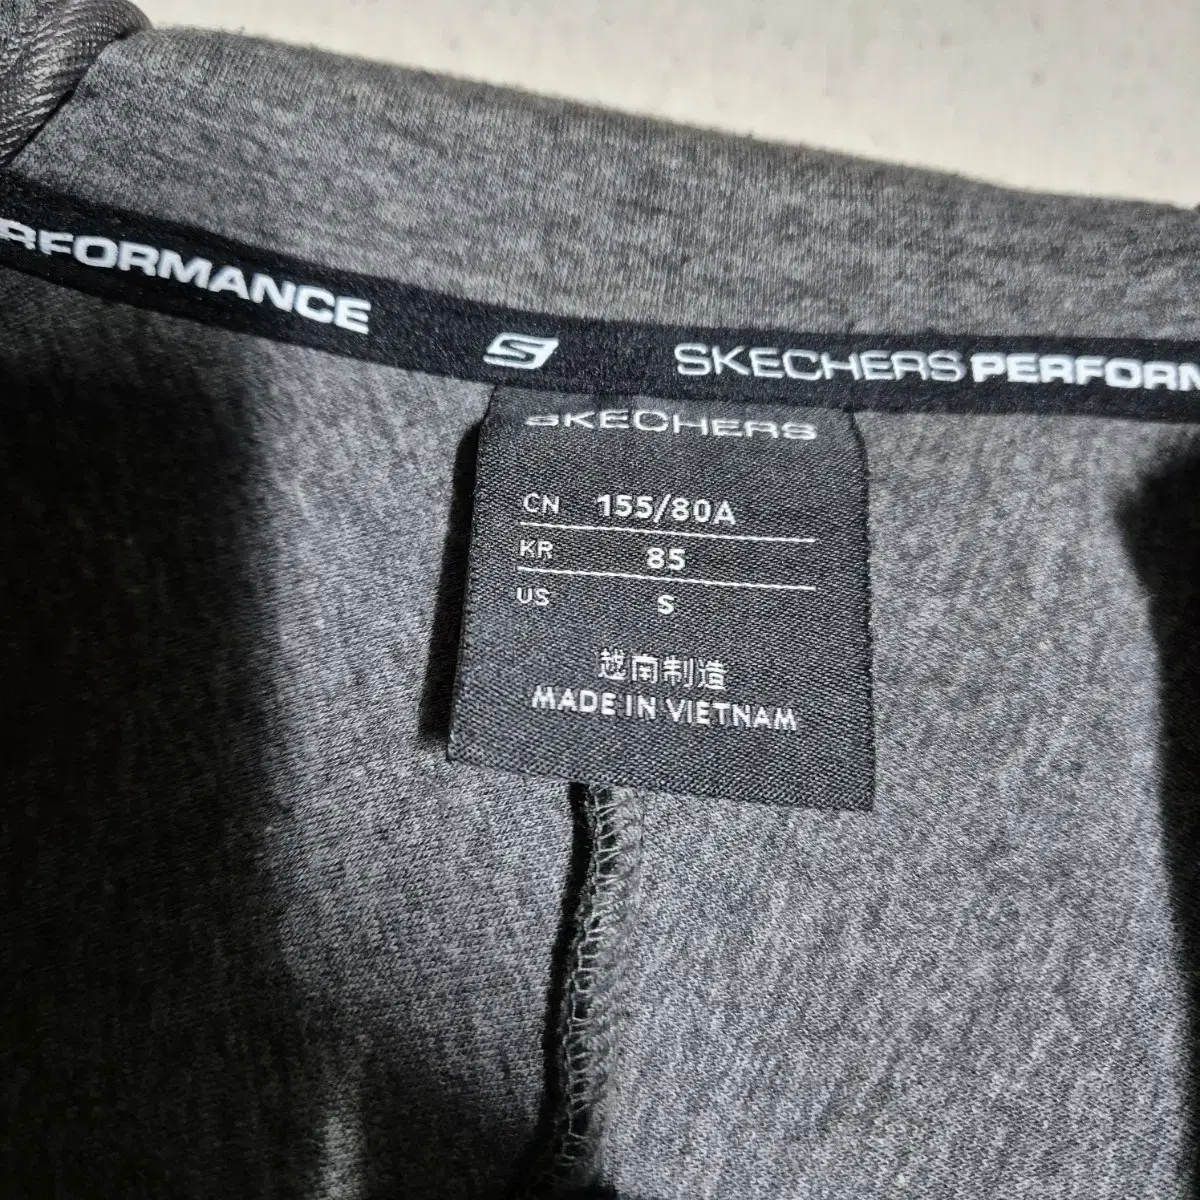 RFORMANCE
S SKECHERS PERFORM
SKECHERS
CN 155/80A
KR 85
US S
越南制造
MADE IN VIETNAM